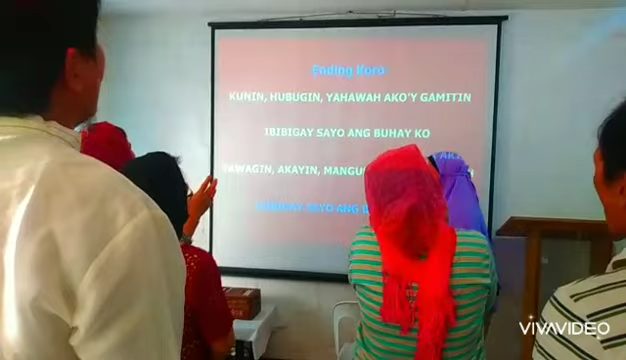 Ending Koro
KUNIN, HUBUGIN, YAHAWAH AKO'Y GAMITIN
IBIBIGAY SAYO ANG BUHAY KO
AKAYIN,
SAYO ANG
VIVAVIDEO